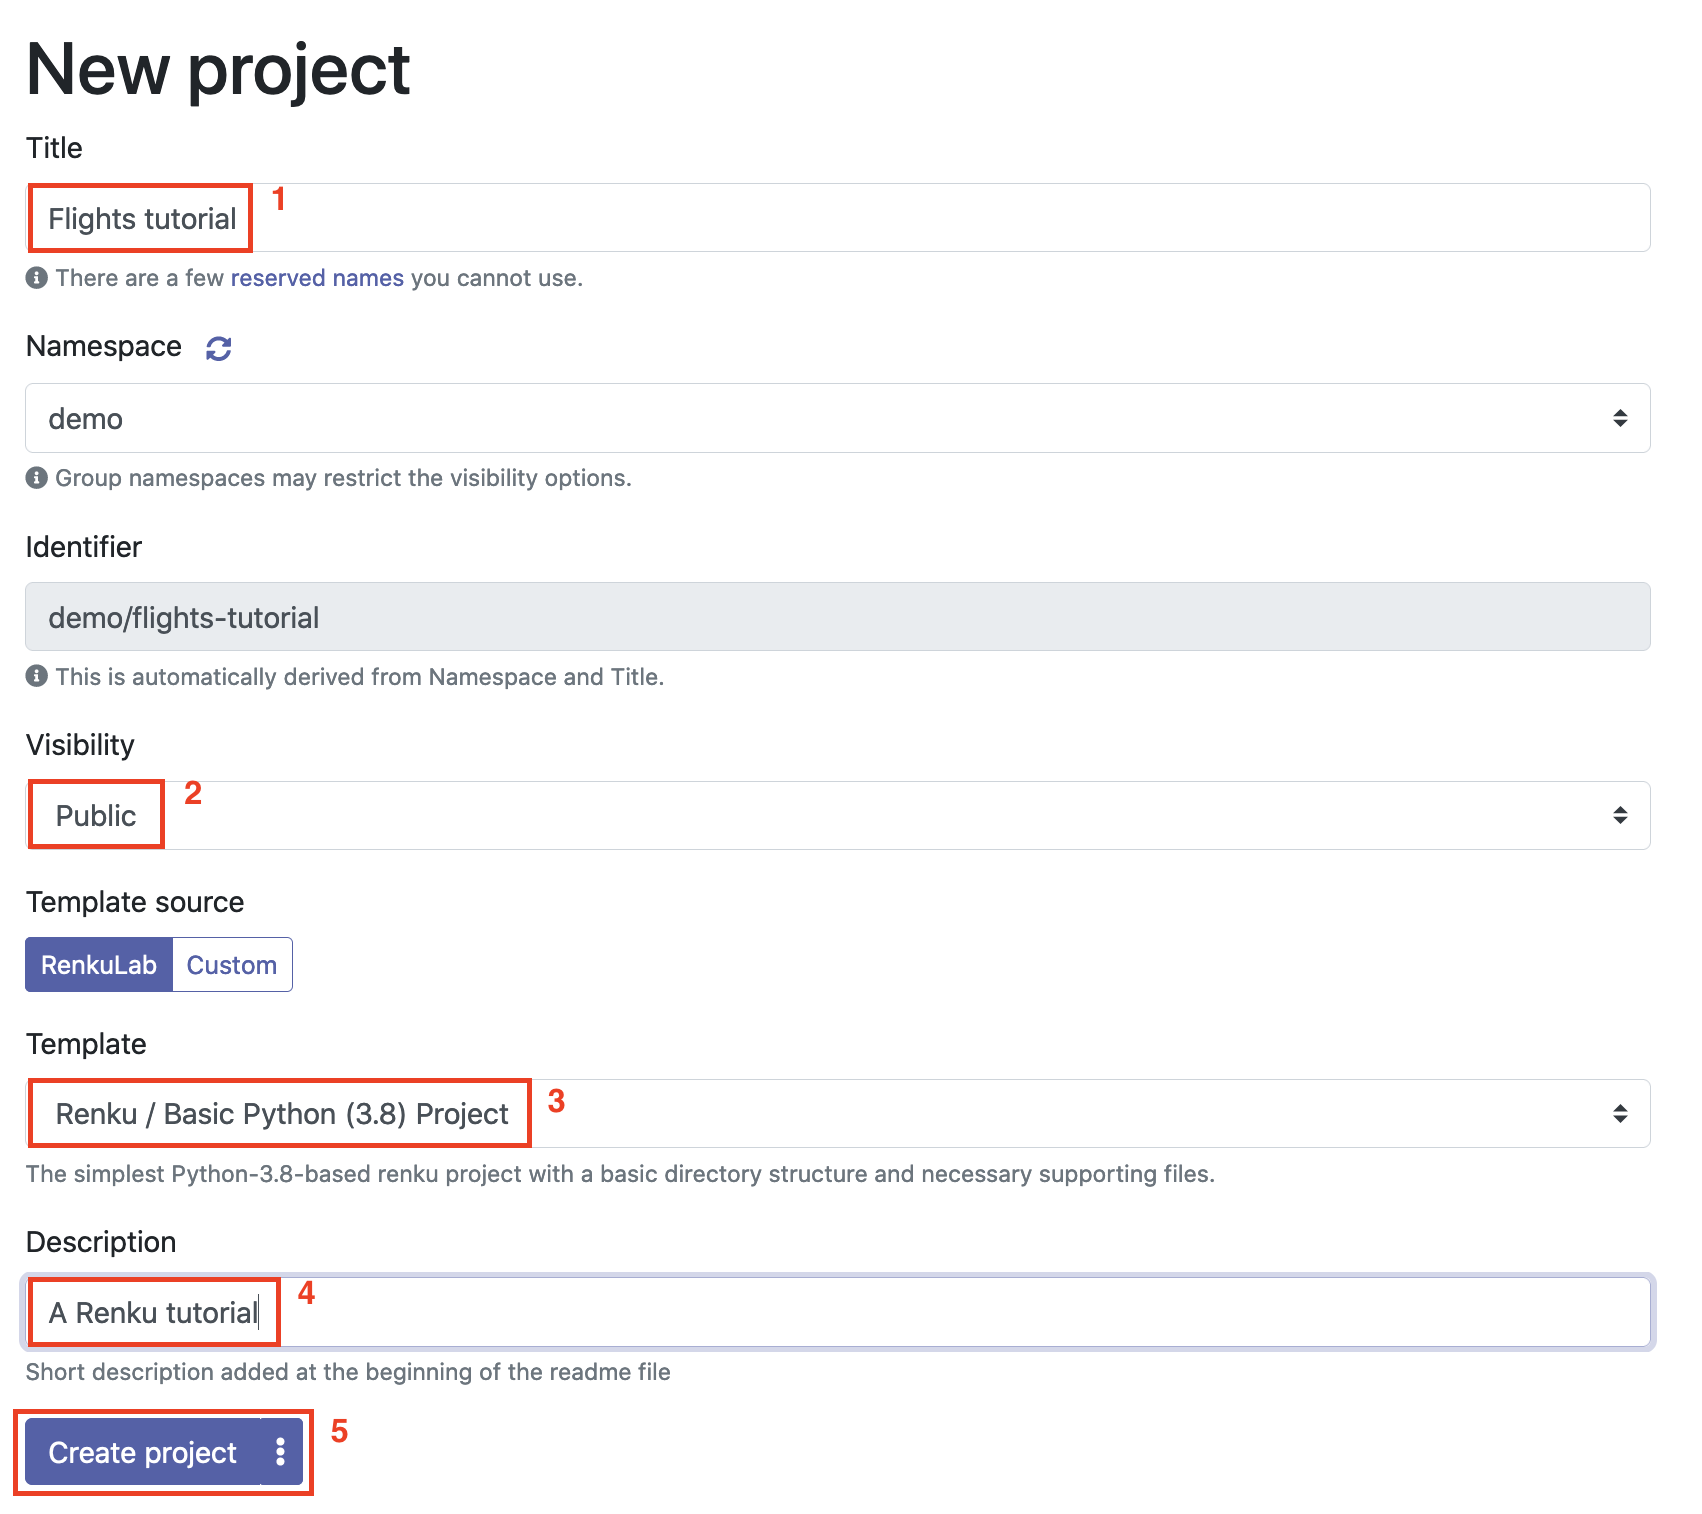 New project
Title
Flights tutorial 1
There are a few reserved names you cannot use.
Namespace
demo
Group namespaces may restrict the visibility options.
Identifier
demo/flights-tutorial
This is automatically derived from Namespace and Title.
Visibility
Public 2
Template source
RenkuLab Custom
Template
Renku / Basic Python (3.8) Project 3
The simplest Python-3.8-based renku project with a basic directory structure and necessary supporting files.
Description
A Renku tutorial 4
Short description added at the beginning of the readme file
Create project 5